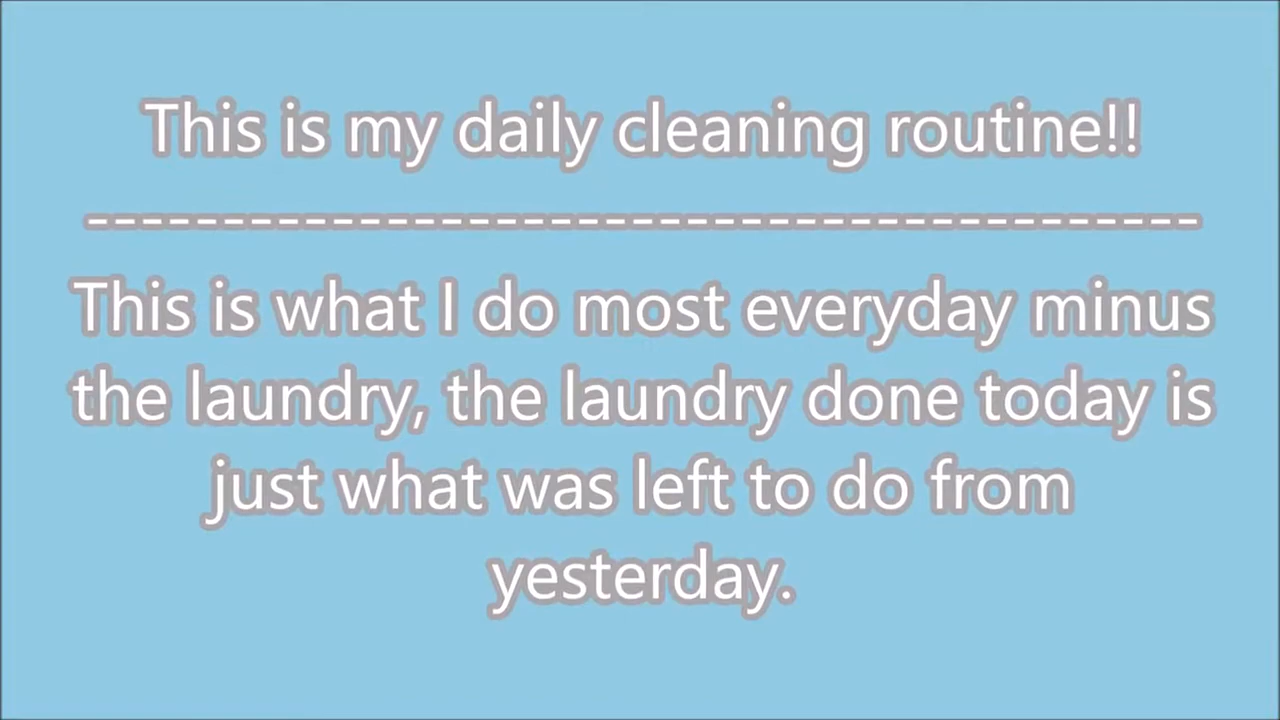 This is my daily cleaning routine!!
-----------------------------------------
This is what I do most everyday minus
the laundry, the laundry done today is
just what was left to do from
yesterday.